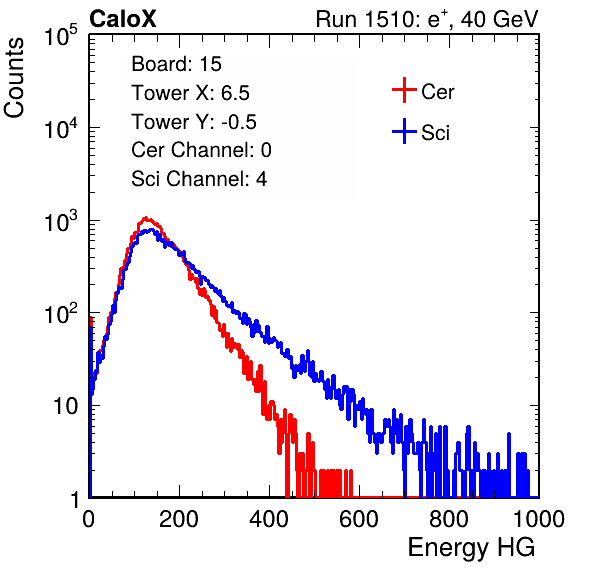 CaloX Run 1510: e⁺, 40 GeV
Counts
10⁵
10⁴
10³
10²
10
1
Board: 15
Tower X: 6.5
Tower Y: -0.5
Cer Channel: 0
Sci Channel: 4
Cer
Sci
0 200 400 600 800 1000
Energy HG